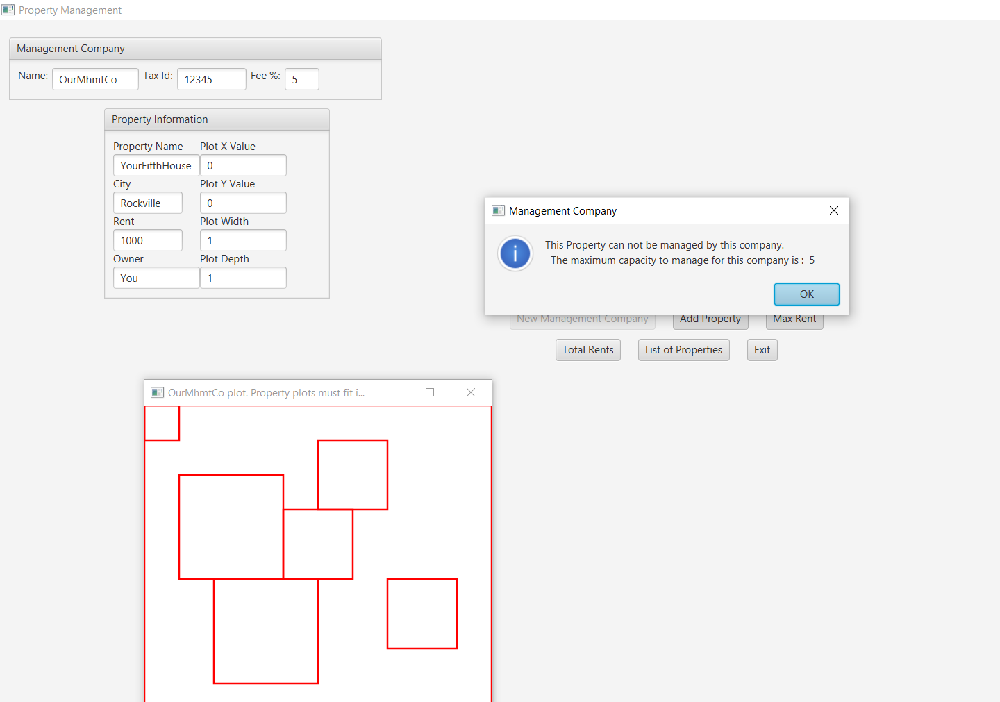 Property Management
Management Company
Name: OurMhmtCo Tax Id: 12345 Fee %: 5
Property Information
Property Name Plot X Value
YourFifthHouse 0
City Plot Y Value
Rockville 0
Rent Plot Width
1000 1
Owner Plot Depth
You 1
Management Company
This Property can not be managed by this company.
The maximum capacity to manage for this company is : 5
OK
New Management Company Add Property Max Rent
Total Rents List of Properties Exit
OurMhmtCo plot. Property plots must fit i...